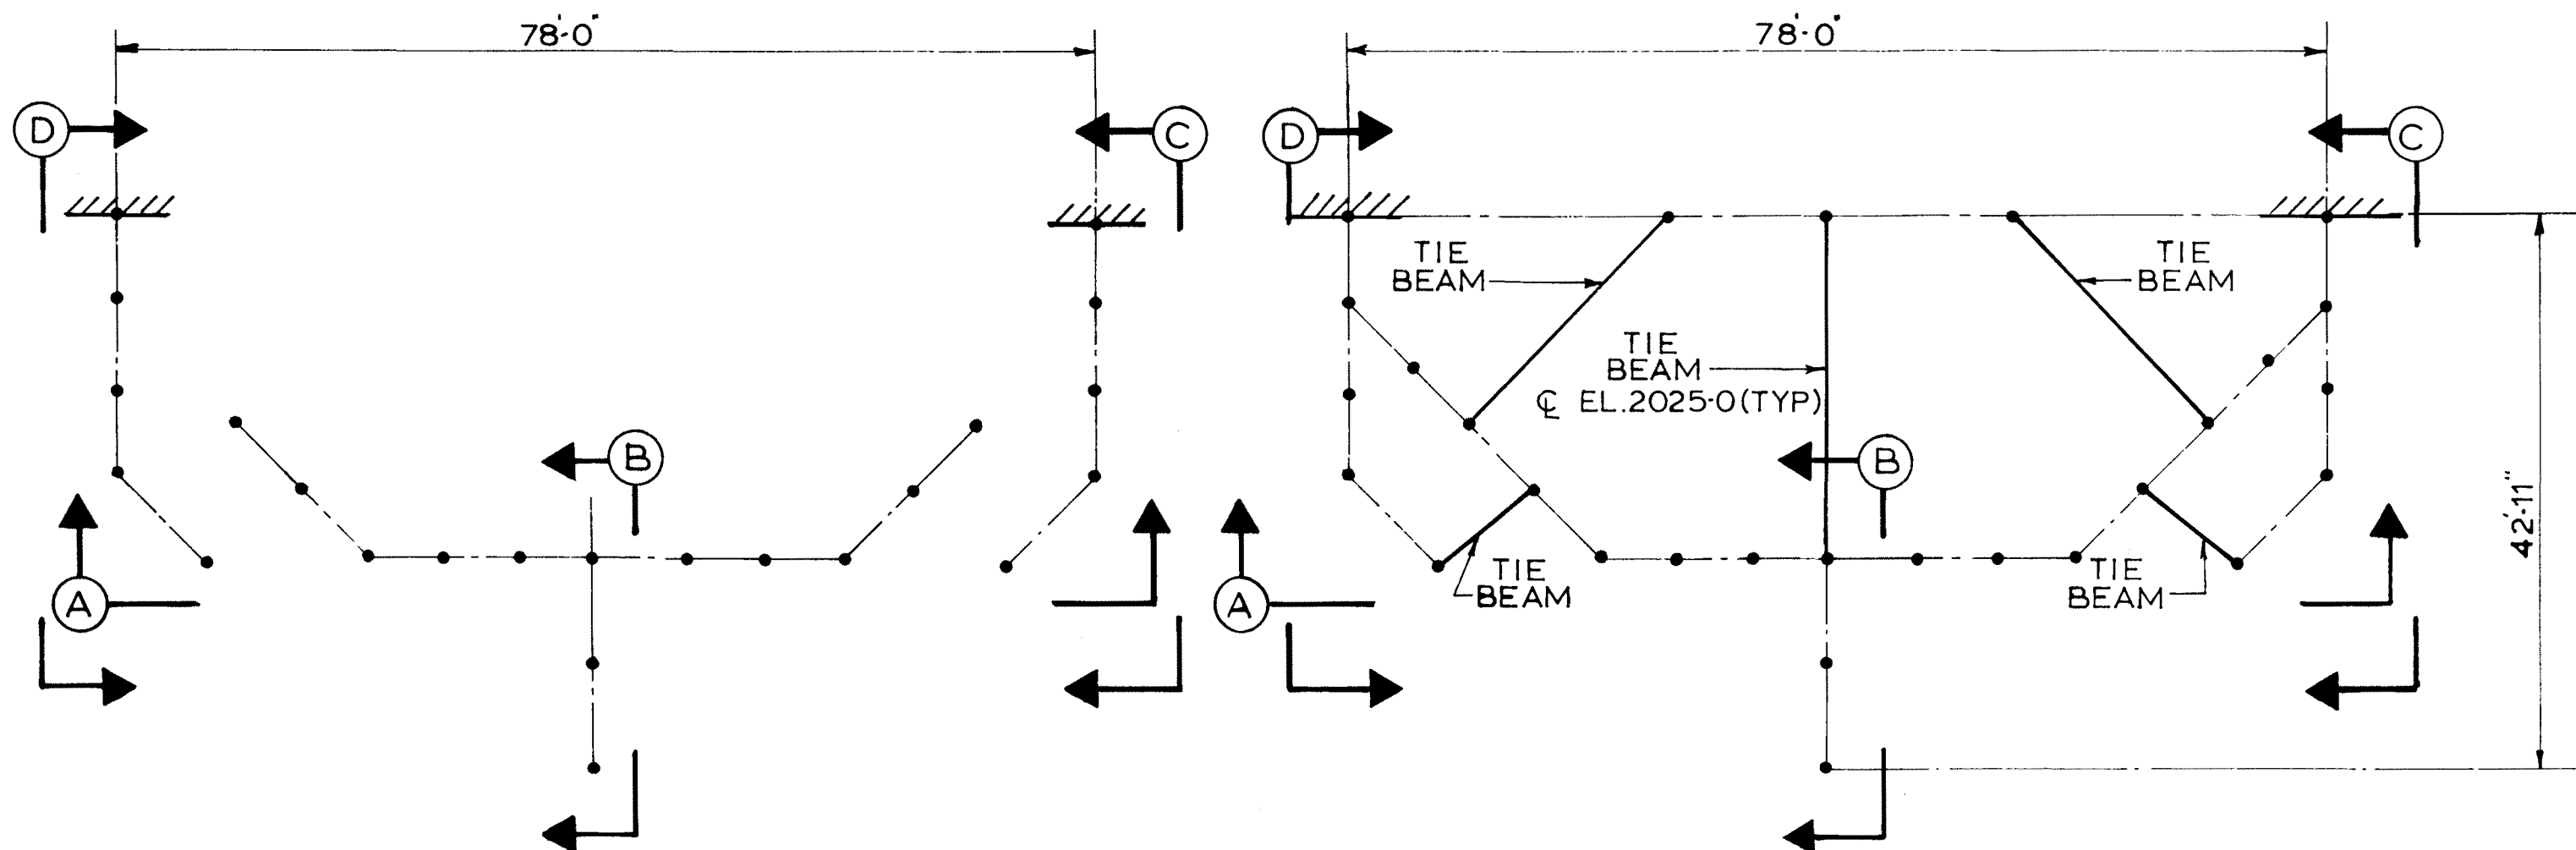 78'-0"
78'-0"
D
C
D
C
TIE
BEAM
TIE
BEAM
TIE
BEAM
℄ EL.2025-0(TYP)
B
B
42'-11"
A
A
TIE
BEAM
TIE
BEAM